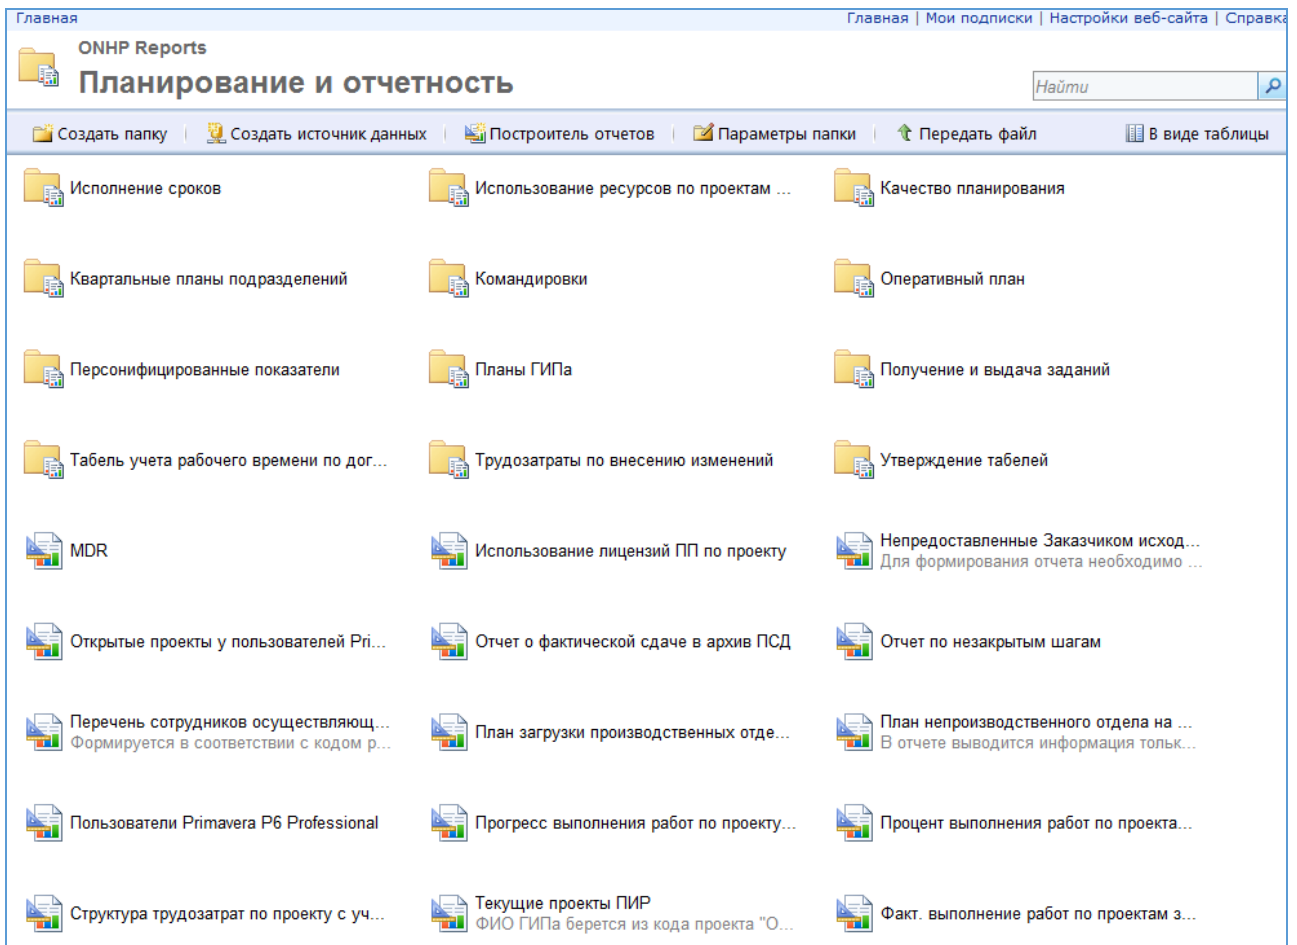 Главная
Главная | Мои подписки | Настройки веб-сайта | Справка
ONHP Reports
Планирование и отчетность
Найти
Создать папку
Создать источник данных
Построитель отчетов
Параметры папки
Передать файл
В виде таблицы
Исполнение сроков
Использование ресурсов по проектам ...
Качество планирования
Квартальные планы подразделений
Командировки
Оперативный план
Персонифицированные показатели
Планы ГИПа
Получение и выдача заданий
Табель учета рабочего времени по дог...
Трудозатраты по внесению изменений
Утверждение табелей
MDR
Использование лицензий ПП по проекту
Непредоставленные Заказчиком исход...
Для формирования отчета необходимо ...
Открытые проекты у пользователей Pri...
Отчет о фактической сдаче в архив ПСД
Отчет по незакрытым шагам
Перечень сотрудников осуществляющ...
Формируется в соответствии с кодом р...
План загрузки производственных отде...
План непроизводственного отдела на ...
В отчете выводится информация тольк...
Пользователи Primavera P6 Professional
Прогресс выполнения работ по проекту...
Процент выполнения работ по проекта...
Структура трудозатрат по проекту с уч...
Текущие проекты ПИР
ФИО ГИПа берется из кода проекта "О...
Факт. выполнение работ по проектам з...